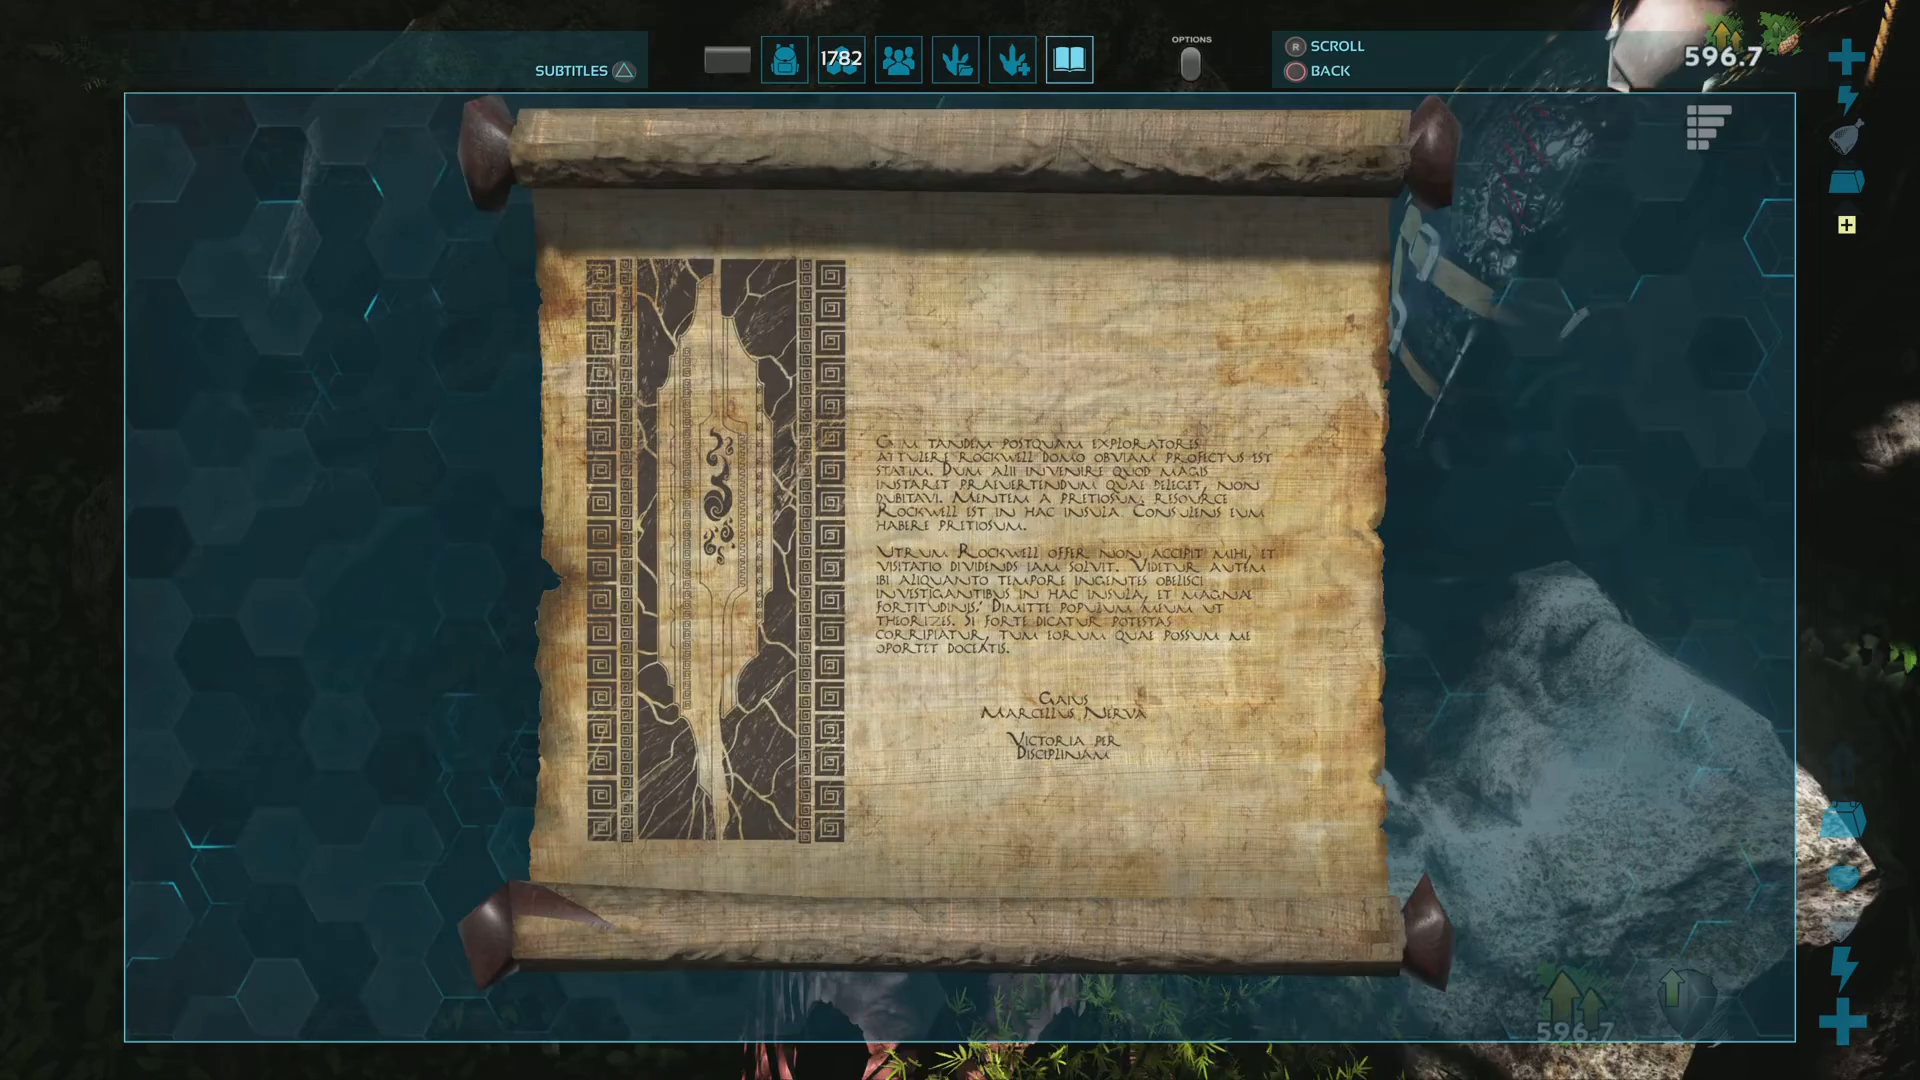 SUBTITLES
1782
OPTIONS
SCROLL
BACK
596.7
CUM TANDEM POSTQUAM EXPLORATORES
ATTULERE ROCKWELL DOMO OBVIAM PROFECTUS EST
STATIM. DUM ALII INVENIRE QUOD MAGIS
INSTARET PRAEVERTENDUM QUAE DELEGET, NON
DUBITAVI. MENTEM A PRETIOSUM RESOURCE
ROCKWELL EST IN HAC INSULA. CONSULENS EUM
HABERE PRETIOSUM.
UTRUM ROCKWELL OFFER NON ACCIPIT MIHI, ET
VISITATIO DIVIDENDS IAM SOLVIT. VIDETUR AUTEM
IBI ALIQUANTO TEMPORE INGENTES OBELISCI
INVESTIGANTIBUS IN HAC INSULA, ET MAGNAE
FORTITUDINIS.' DIMITTE POPULUM MEUM UT
THEORIZES. SI FORTE DICATUR POTESTAS
CORRIPIATUR, TUM EORUM QUAE POSSUM ME
OPORTET DOCEATIS.
GAIUS
MARCELLUS NERVA
VICTORIA PER
DISCIPLINAM
596.7